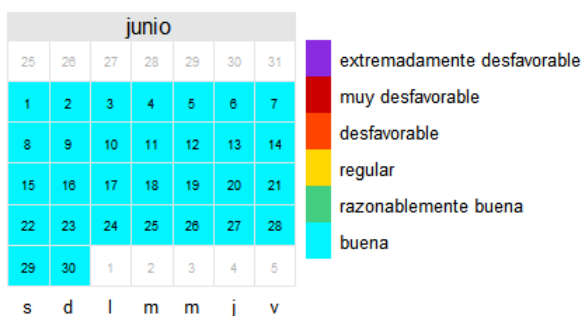 junio
25 26 27 28 29 30 31
1 2 3 4 5 6 7
8 9 10 11 12 13 14
15 16 17 18 19 20 21
22 23 24 25 26 27 28
29 30 1 2 3 4 5
s d l m m j v
extremadamente desfavorable
muy desfavorable
desfavorable
regular
razonablemente buena
buena